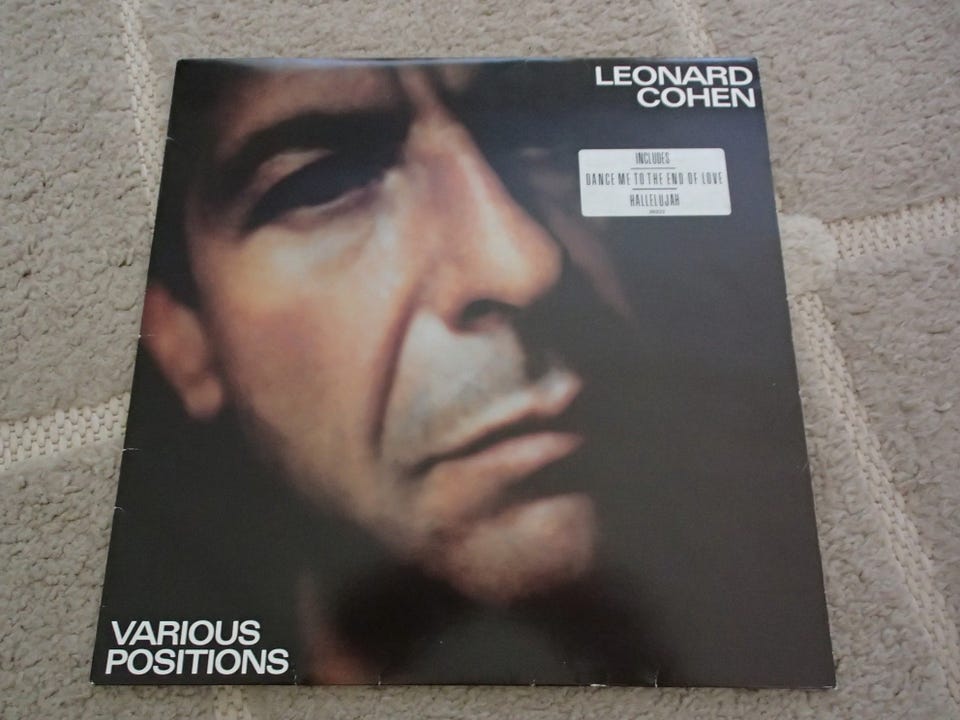 LEONARD
COHEN
INCLUDES
DANCE ME TO THE END OF LOVE
HALLELUJAH
VARIOUS
POSITIONS